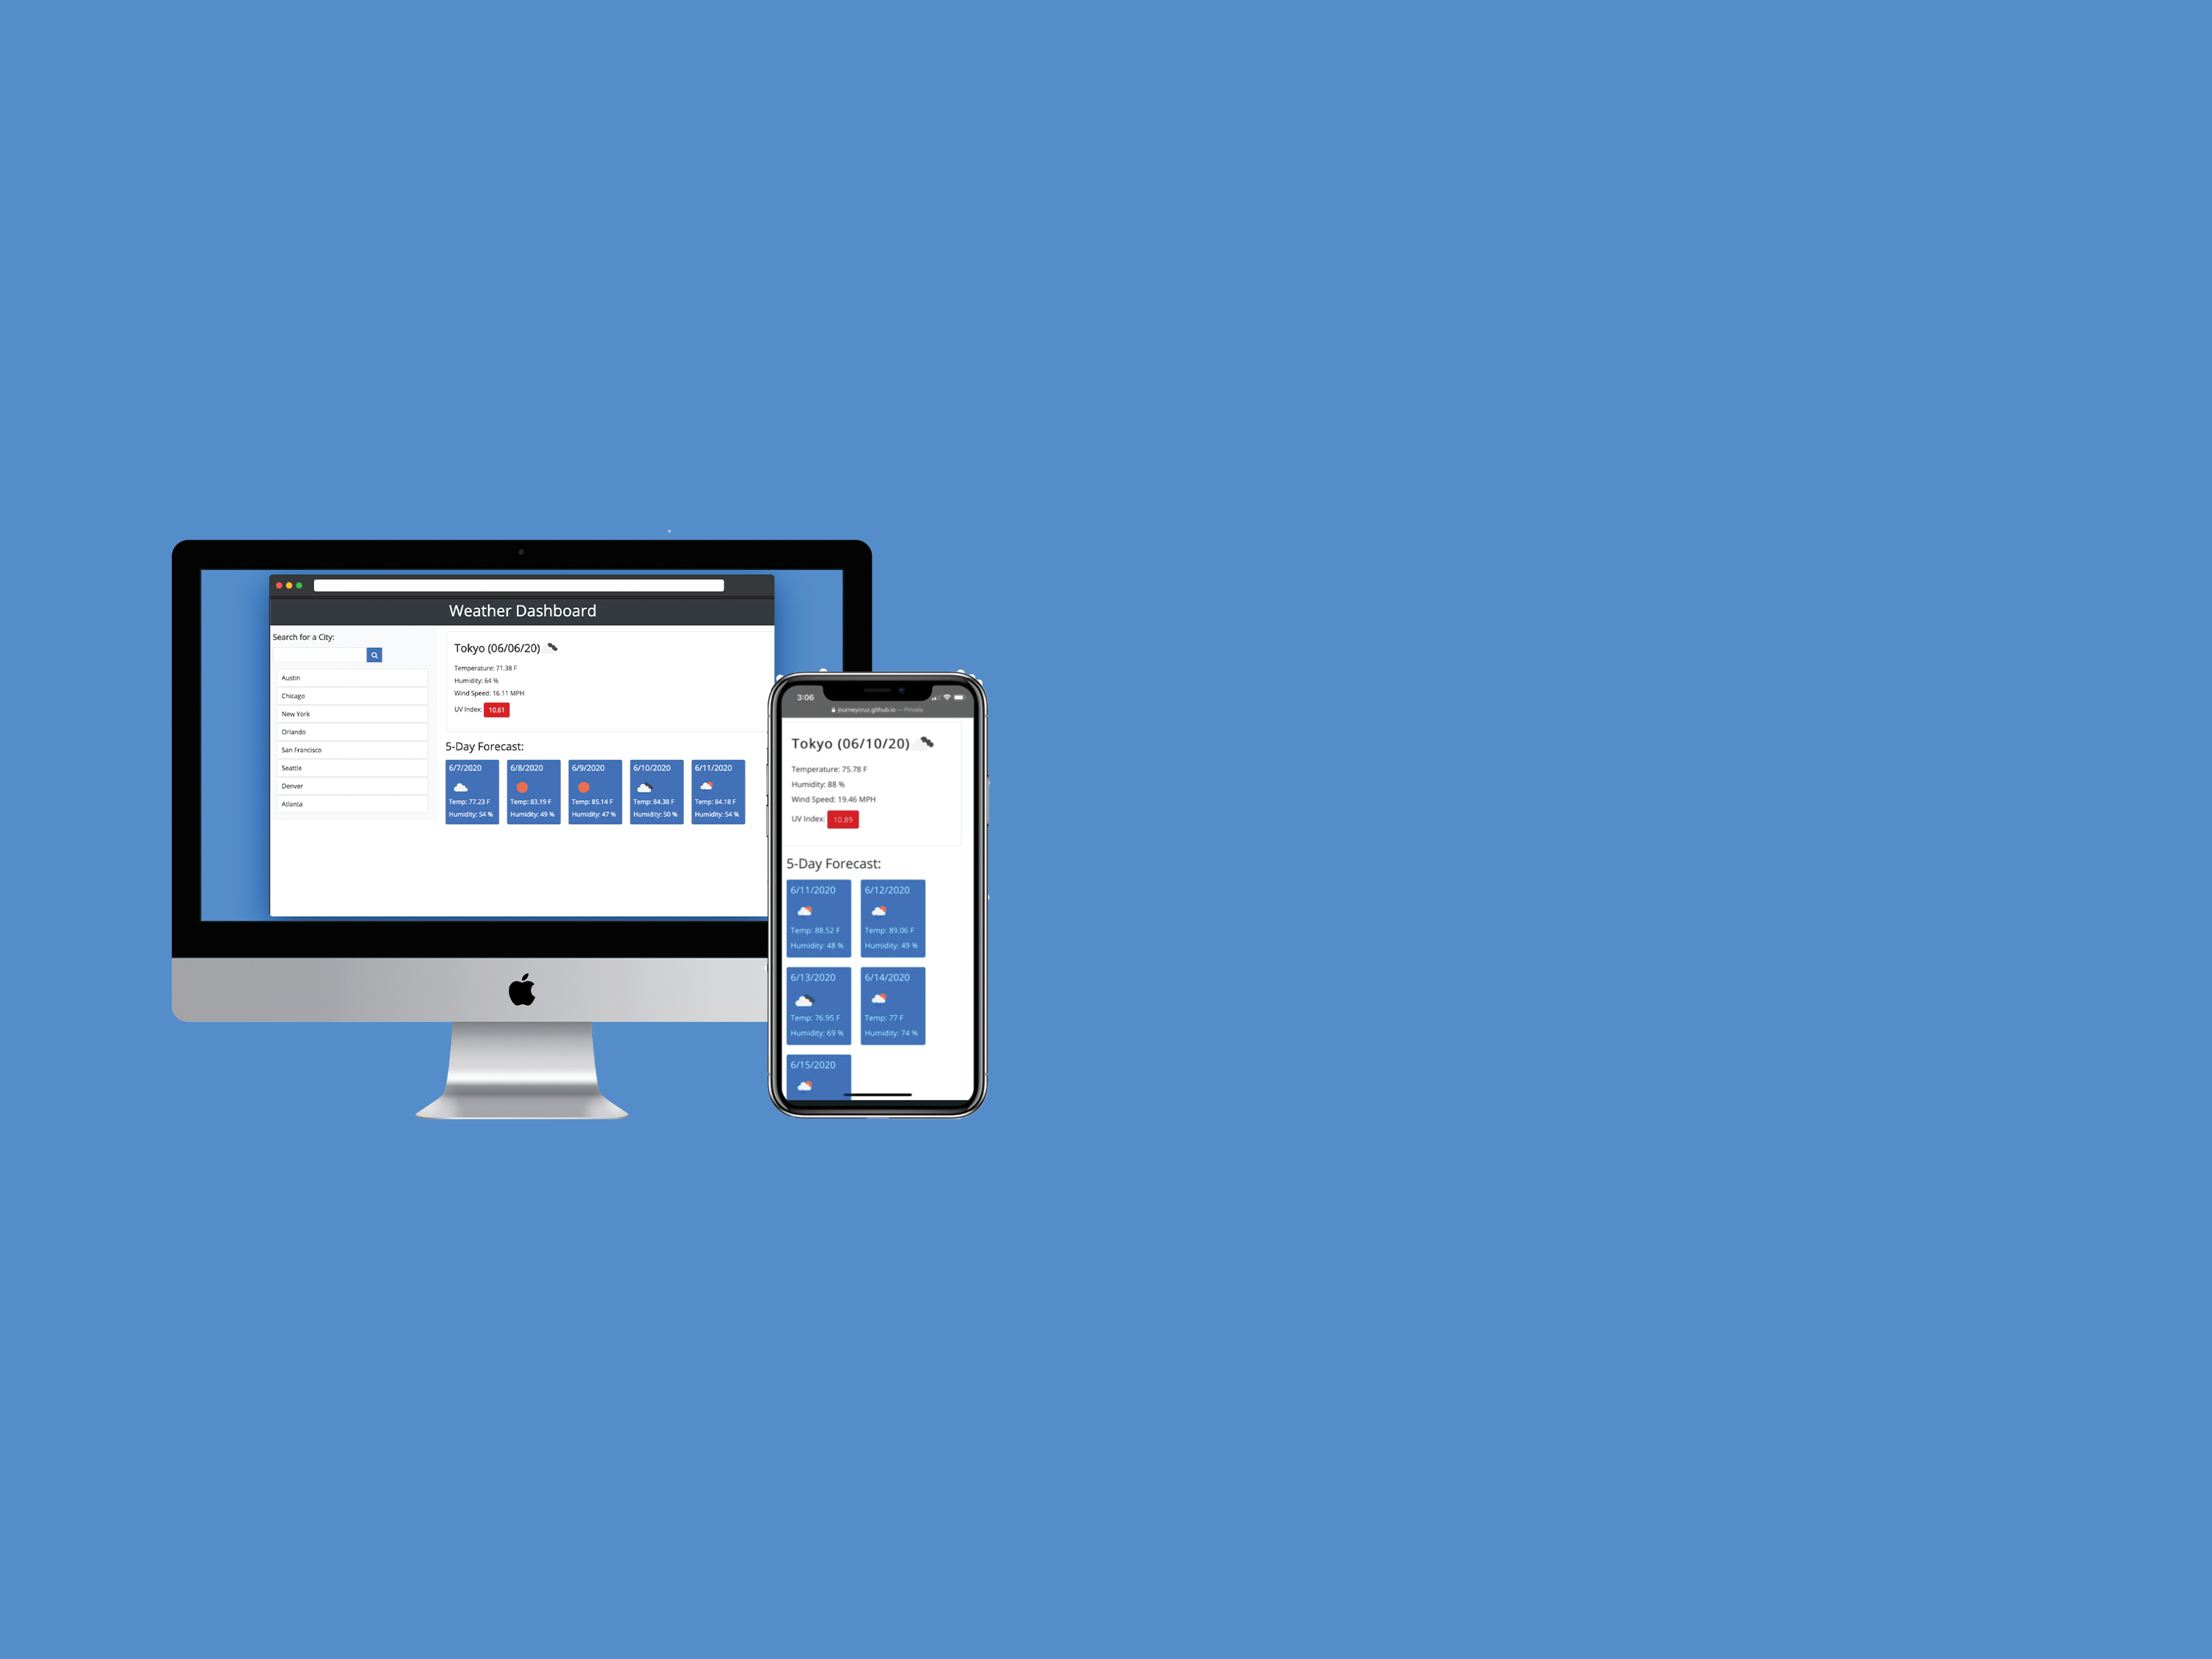 Weather Dashboard
Search for a City:
Austin
Chicago
New York
Orlando
San Francisco
Seattle
Denver
Atlanta
Tokyo (06/06/20)
Temperature: 71.38 F
Humidity: 64 %
Wind Speed: 16.11 MPH
UV Index: 10.61
5-Day Forecast:
6/7/2020 6/8/2020 6/9/2020 6/10/2020 6/11/2020
Temp: 77.23 F Temp: 83.19 F Temp: 85.14 F Temp: 84.38 F Temp: 84.18 F
Humidity: 54 % Humidity: 49 % Humidity: 47 % Humidity: 50 % Humidity: 54 %
3:06
journeycruz.github.io — Private
Tokyo (06/10/20)
Temperature: 75.78 F
Humidity: 88 %
Wind Speed: 19.46 MPH
UV Index: 10.89
5-Day Forecast:
6/11/2020 6/12/2020
Temp: 88.52 F Temp: 89.06 F
Humidity: 48 % Humidity: 49 %
6/13/2020 6/14/2020
Temp: 76.95 F Temp: 77 F
Humidity: 69 % Humidity: 74 %
6/15/2020